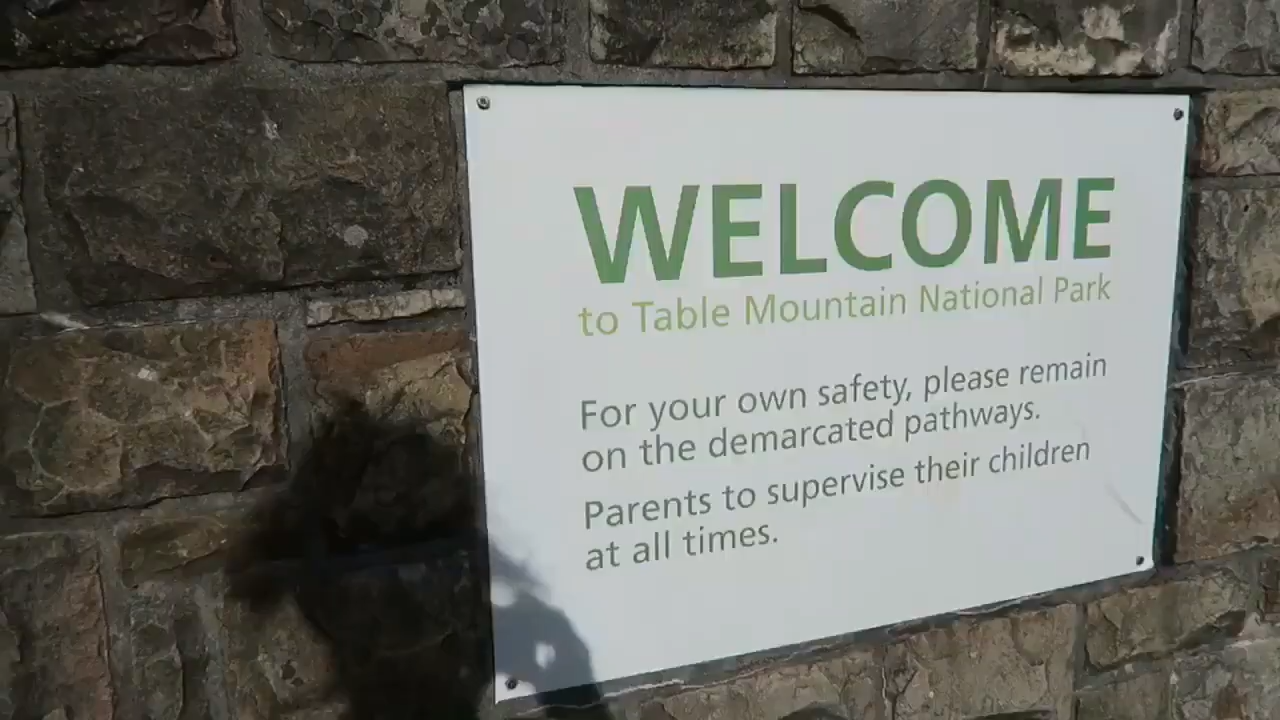 WELCOME
to Table Mountain National Park
For your own safety, please remain
on the demarcated pathways.
Parents to supervise their children
at all times.